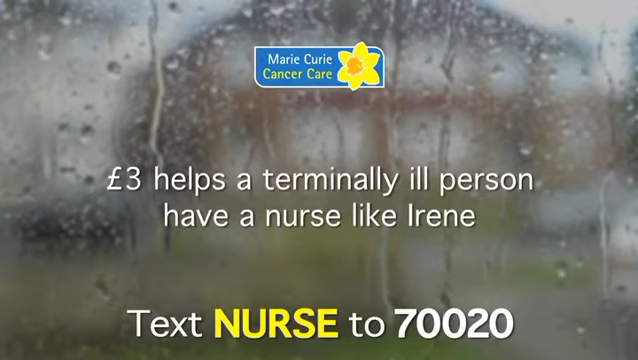 Marie Curie
Cancer Care
£3 helps a terminally ill person
have a nurse like Irene
Text NURSE to 70020